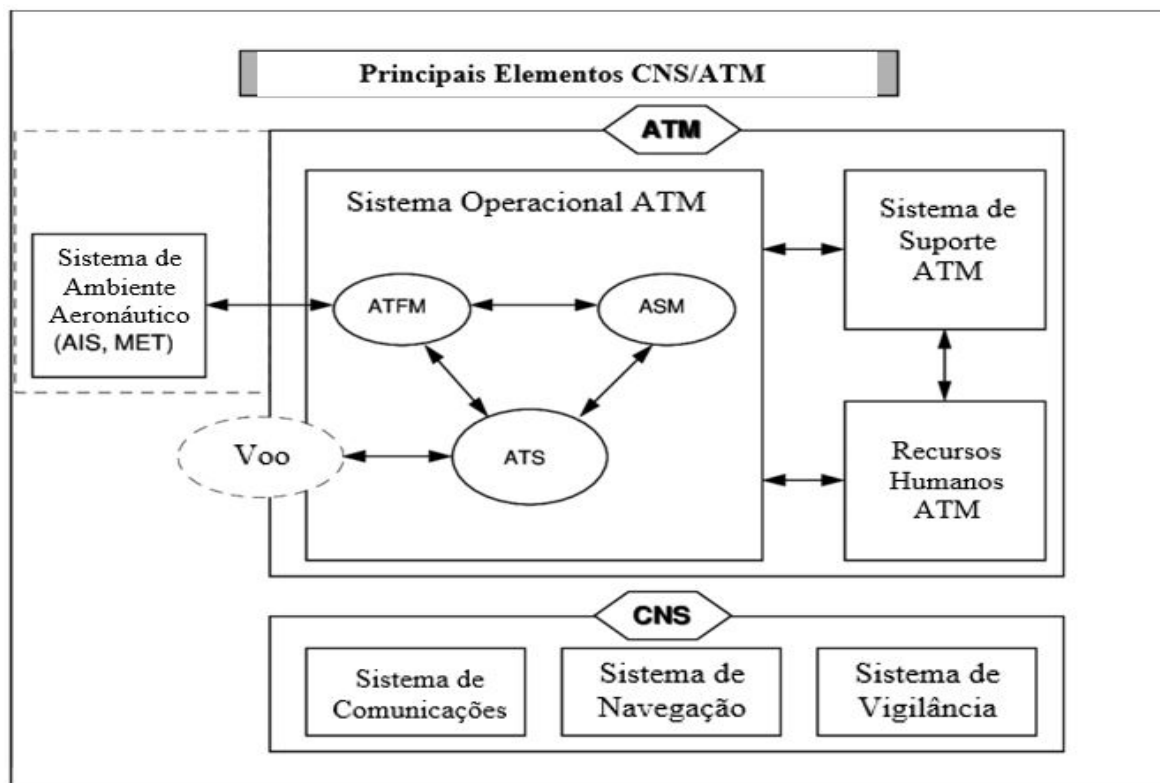 Principais Elementos CNS/ATM
ATM
Sistema Operacional ATM
Sistema de
Suporte
ATM
Sistema de
Ambiente
Aeronáutico
(AIS, MET)
ATFM
ASM
Voo
ATS
Recursos
Humanos
ATM
CNS
Sistema de
Comunicações
Sistema de
Navegação
Sistema de
Vigilância